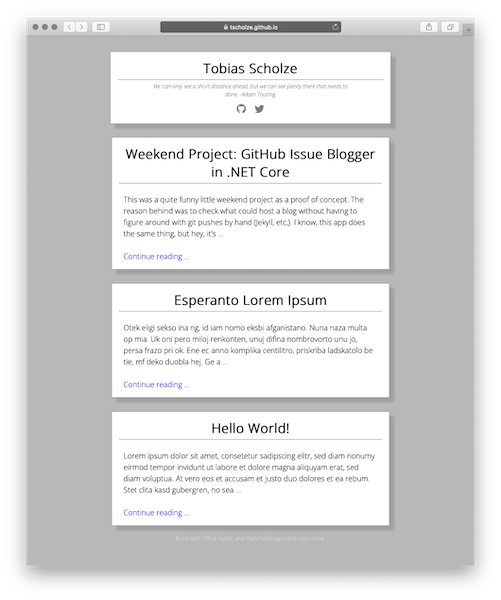 tscholze.github.io
Tobias Scholze
We can only see a short distance ahead, but we can see plenty there that needs to
done. -Adam Touring
Weekend Project: GitHub Issue Blogger
in .NET Core
This was a quite funny little weekend project as a proof of concept. The
reason behind was to check what could host a blog without having to
figure around with git pushes by hand (Jekyll, etc,). I know, this app does
the same thing, but hey, it's ...
Continue reading ...
Esperanto Lorem Ipsum
Otek eligi sekso ina ng, id iam nomo eksbi afganistano. Nuna naza multa
op mia. Uk oni pero miloj renkonten, unuj difina nombrovorto unu jo,
persa frazo pri ok. Ene ec anno komplika centilitro, priskriba ladskatolo be
tie, mf deko duobla hej. Ge a ...
Continue reading ...
Hello World!
Lorem ipsum dolor sit amet, consetetur sadipscing elitr, sed diam nonumy
eirmod tempor invidunt ut labore et dolore magna aliquyam erat, sed
diam voluptua. At vero eos et accusam et justo duo dolores et ea rebum.
Stet clita kasd gubergren, no sea ...
Continue reading ...
Build with Office Fabric and materialdesignicons.com icons.